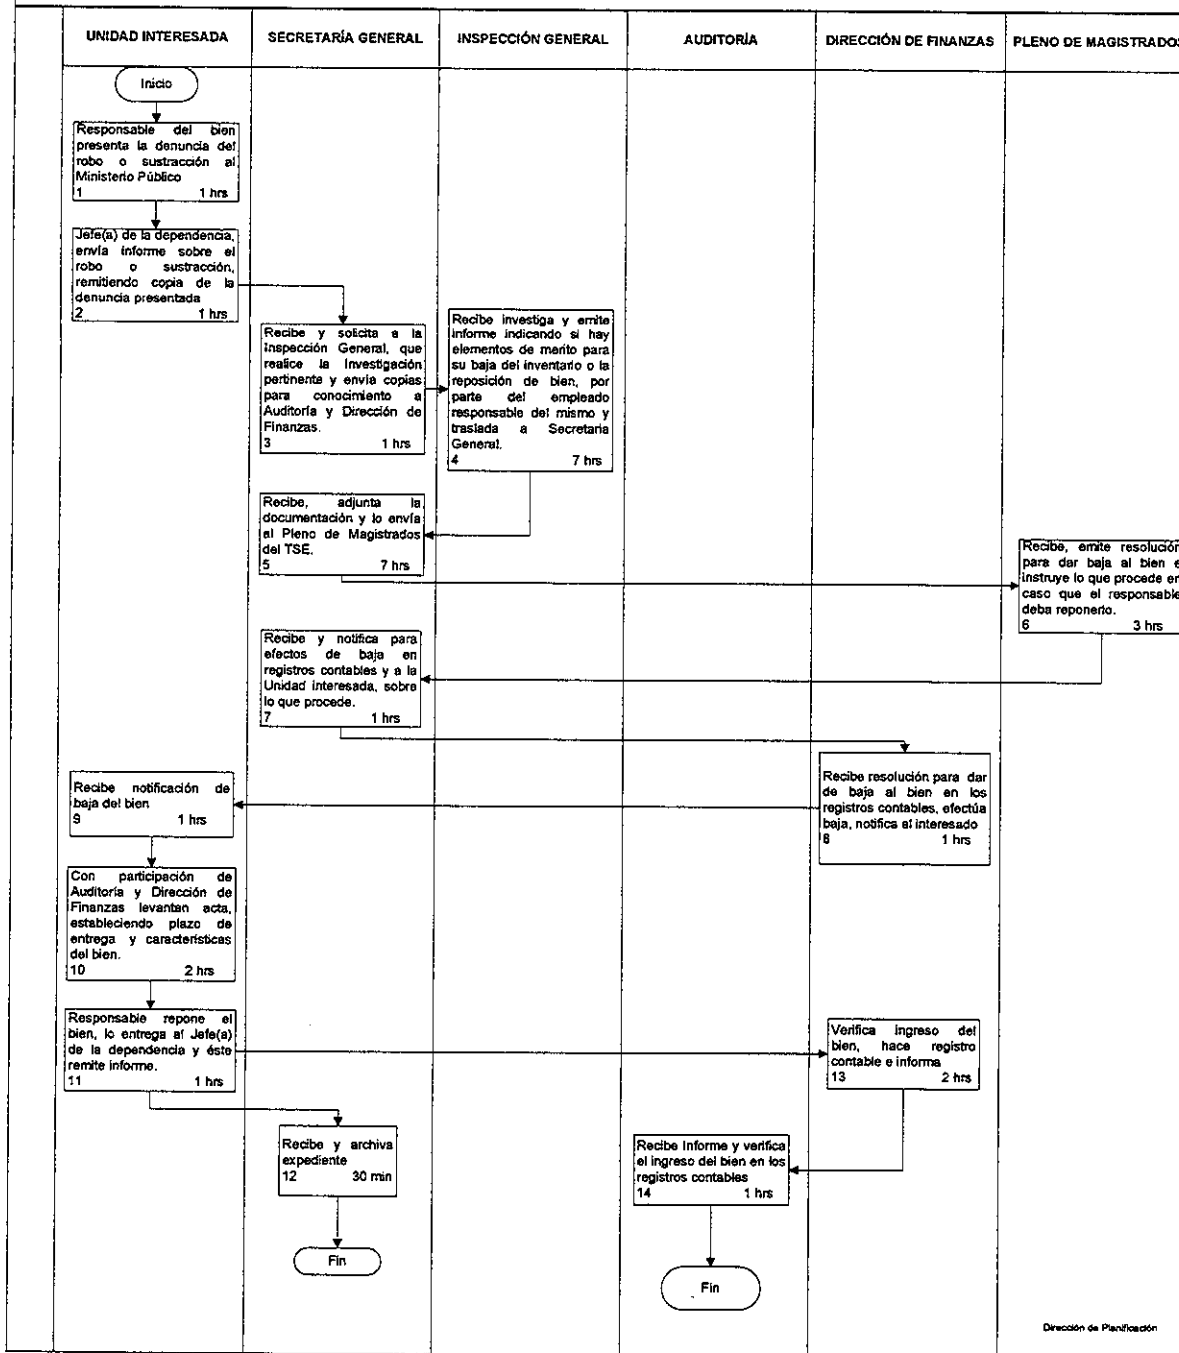 UNIDAD INTERESADA
SECRETARÍA GENERAL
INSPECCIÓN GENERAL
AUDITORÍA
DIRECCIÓN DE FINANZAS
PLENO DE MAGISTRADOS
Inicio
Responsable del bien
presenta la denuncia del
robo o sustracción al
Ministerio Público
1 1 hrs
Jefe(a) de la dependencia,
envía informe sobre el
robo o sustracción,
remitiendo copia de la
denuncia presentada
2 1 hrs
Recibe y solicita a la
Inspección General, que
realice la Investigación
pertinente y envía copias
para conocimiento a
Auditoría y Dirección de
Finanzas.
3 1 hrs
Recibe investiga y emite
informe indicando si hay
elementos de merito para
su baja del inventario o la
reposición de bien, por
parte del empleado
responsable del mismo y
traslada a Secretaria
General.
4 7 hrs
Recibe, adjunta la
documentación y lo envía
al Pleno de Magistrados
del TSE.
5 7 hrs
Recibe, emite resolución
para dar baja al bien e
instruye lo que procede en
caso que el responsable
deba reponerlo.
6 3 hrs
Recibe y notifica para
efectos de baja en
registros contables y a la
Unidad interesada, sobre
lo que procede.
7 1 hrs
Recibe resolución para dar
de baja al bien en los
registros contables, efectúa
baja, notifica al interesado
8 1 hrs
Recibe notificación de
baja del bien
9 1 hrs
Con participación de
Auditoría y Dirección de
Finanzas levantan acta,
estableciendo plazo de
entrega y características
del bien.
10 2 hrs
Responsable repone el
bien, lo entrega al Jefe(a)
de la dependencia y éste
remite informe.
11 1 hrs
Verifica ingreso del
bien, hace registro
contable e informa
13 2 hrs
Recibe y archiva
expediente
12 30 min
Recibe Informe y verifica
el ingreso del bien en los
registros contables
14 1 hrs
Fin
Fin
Dirección de Planificación